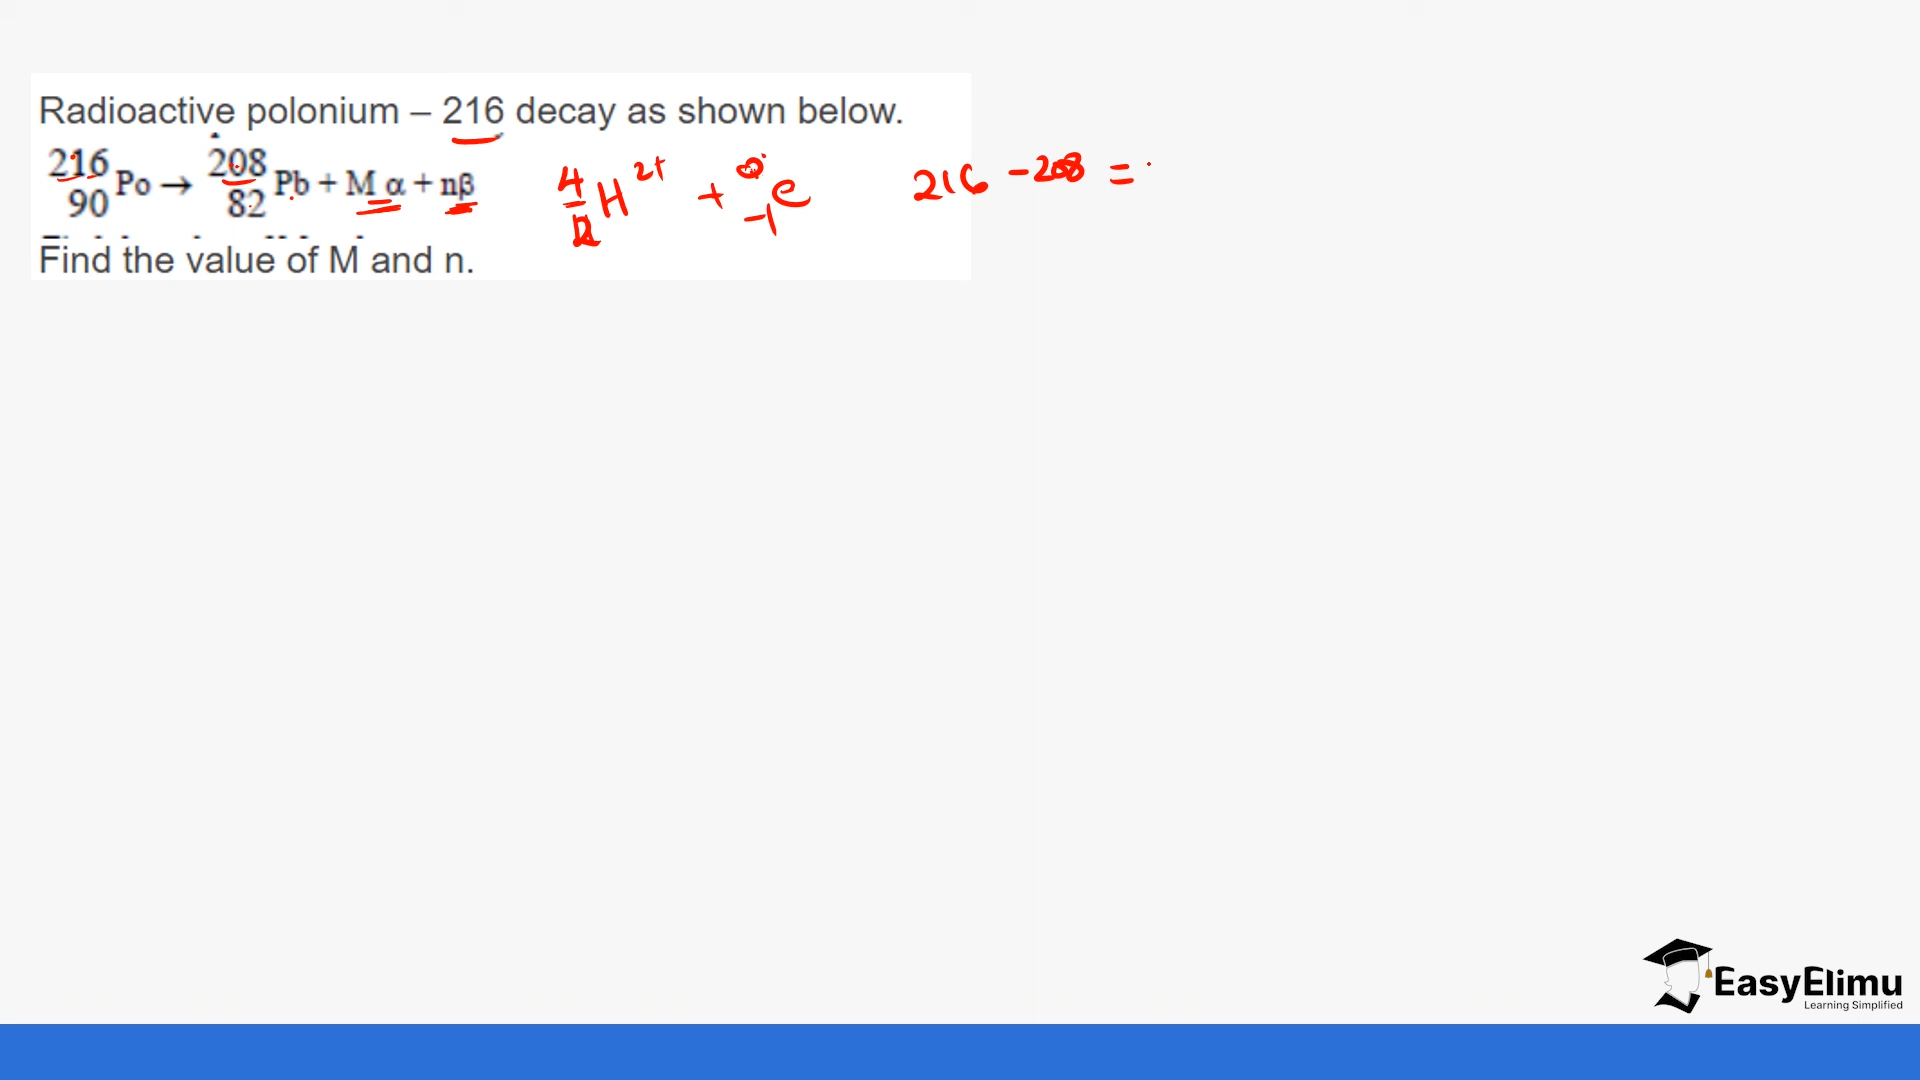 Radioactive polonium – 216 decay as shown below.
216 90 Po → 208 82 Pb + M α + nβ
4 2 H 2+ + 0 -1 e
216 - 208 =
Find the value of M and n.
EasyElimu
Learning Simplified